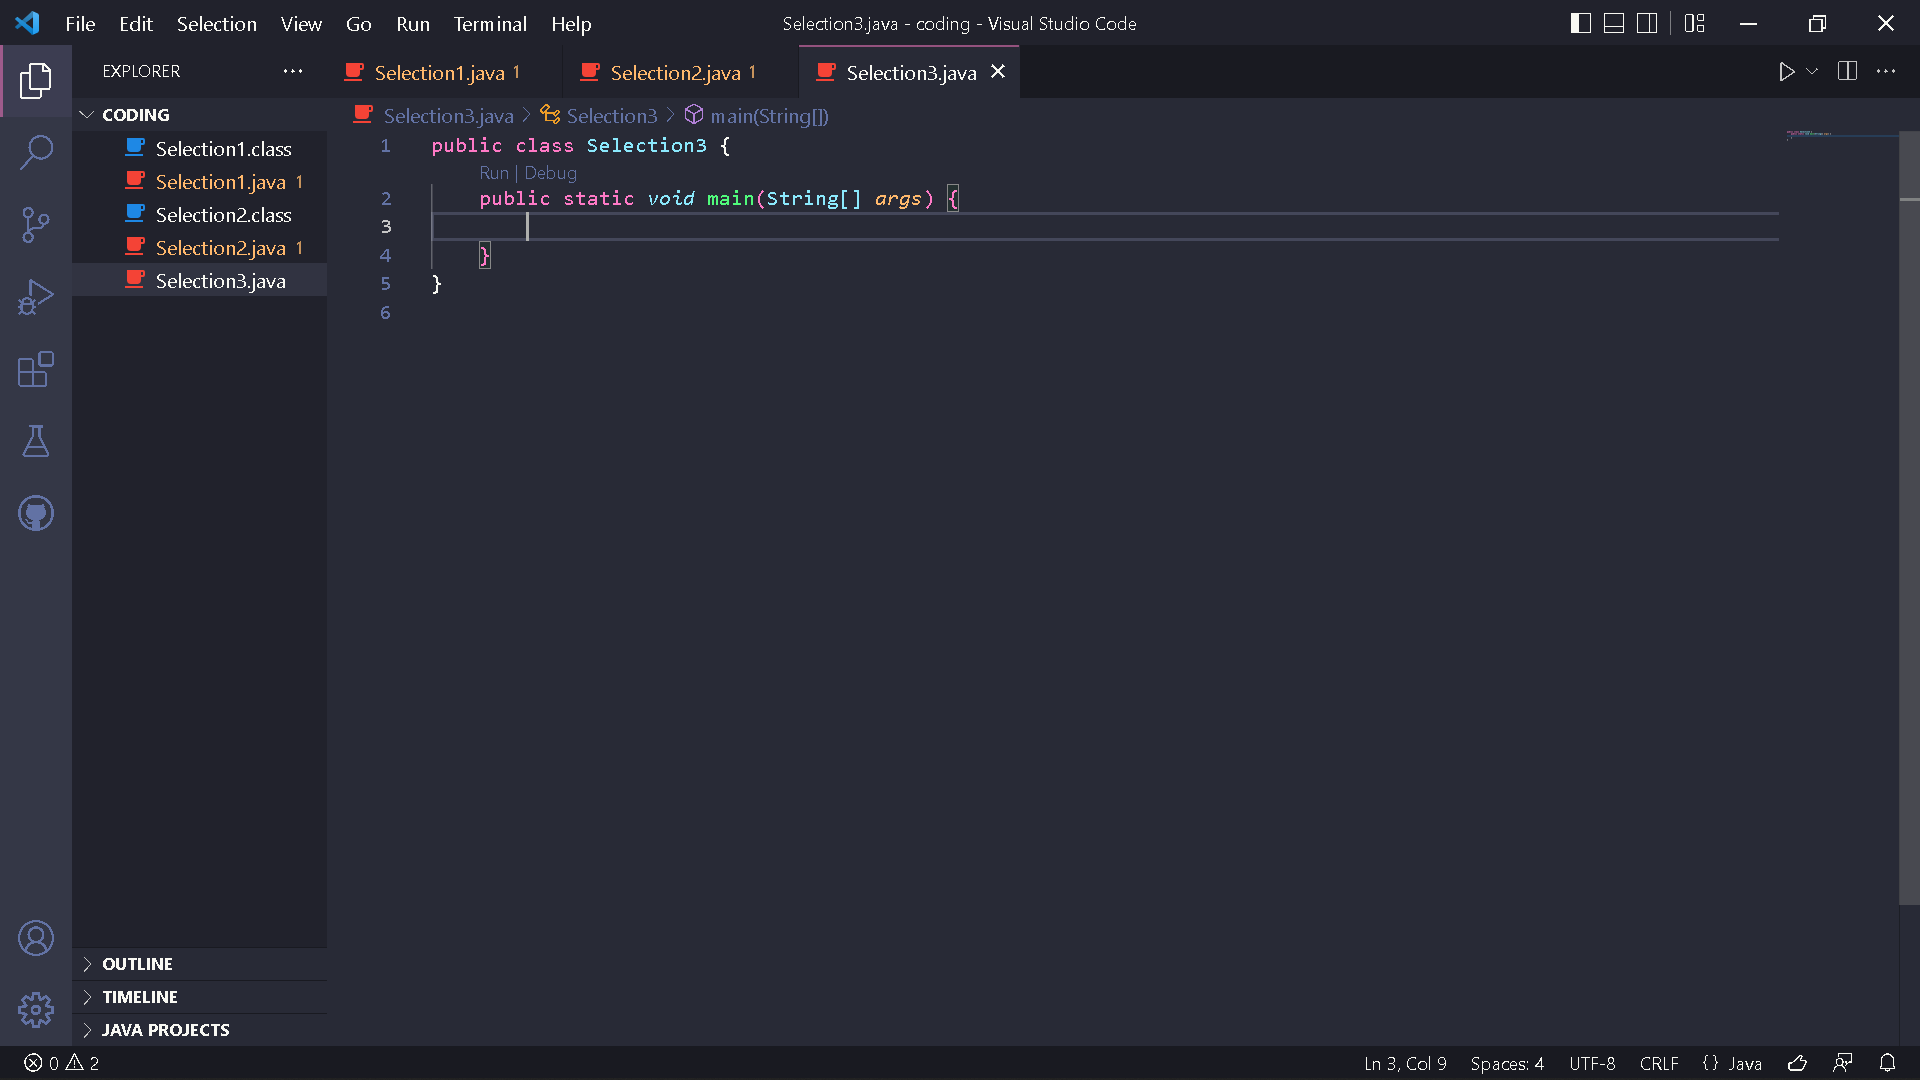 File Edit Selection View Go Run Terminal Help
Selection3.java - coding - Visual Studio Code
EXPLORER
Selection1.java 1
Selection2.java 1
Selection3.java
CODING
Selection1.class
Selection1.java 1
Selection2.class
Selection2.java 1
Selection3.java
OUTLINE
TIMELINE
JAVA PROJECTS
Selection3.java > Selection3 > main(String[])
1 public class Selection3 {
Run | Debug
2 public static void main(String[] args) {
3
4 }
5 }
6
0 2
Ln 3, Col 9 Spaces: 4 UTF-8 CRLF {} Java